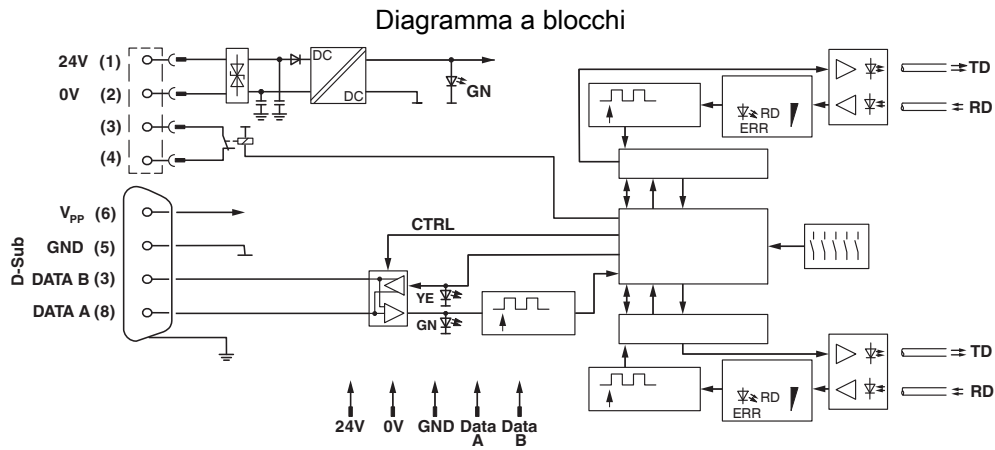 Diagramma a blocchi
24V (1)
0V (2)
(3)
(4)
DC
DC
GN
RD
ERR
TD
RD
D-Sub
VPP (6)
GND (5)
DATA B (3)
DATA A (8)
CTRL
YE
GN
RD
ERR
TD
RD
24V 0V GND Data A Data B